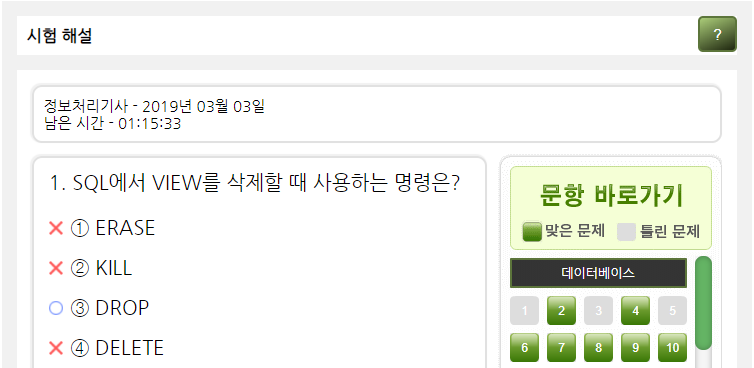 시험 해설
?
정보처리기사 - 2019년 03월 03일
남은 시간 - 01:15:33
1. SQL에서 VIEW를 삭제할 때 사용하는 명령은?
① ERASE
② KILL
③ DROP
④ DELETE
문항 바로가기
맞은 문제 틀린 문제
데이터베이스
1 2 3 4 5
6 7 8 9 10